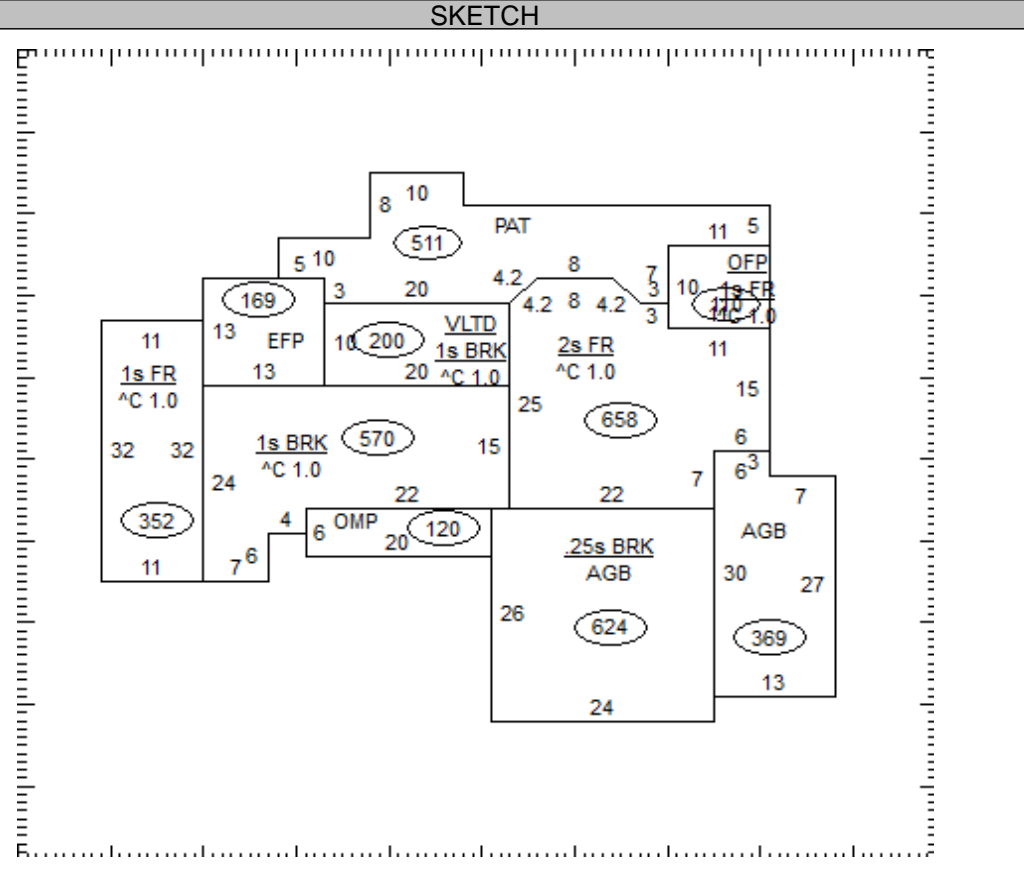 SKETCH
10
8
PAT
11 5
511
5 10
8
4.2
7
OFP
3 20
3
10 1s FR
169
4.2 8 4.2
110
3
11 ^C 1.0
13
VLTD
11
EFP
10 200
1s BRK
2s FR
11
13
20 ^C 1.0
^C 1.0
1s FR
15
^C 1.0
25
658
6
570
32 32
1s BRK
15
6 3
^C 1.0
24
7
22
22
7
352
4
6 OMP 120
AGB
20
.25s BRK
7 6
11
AGB
30
27
26
624
369
13
24